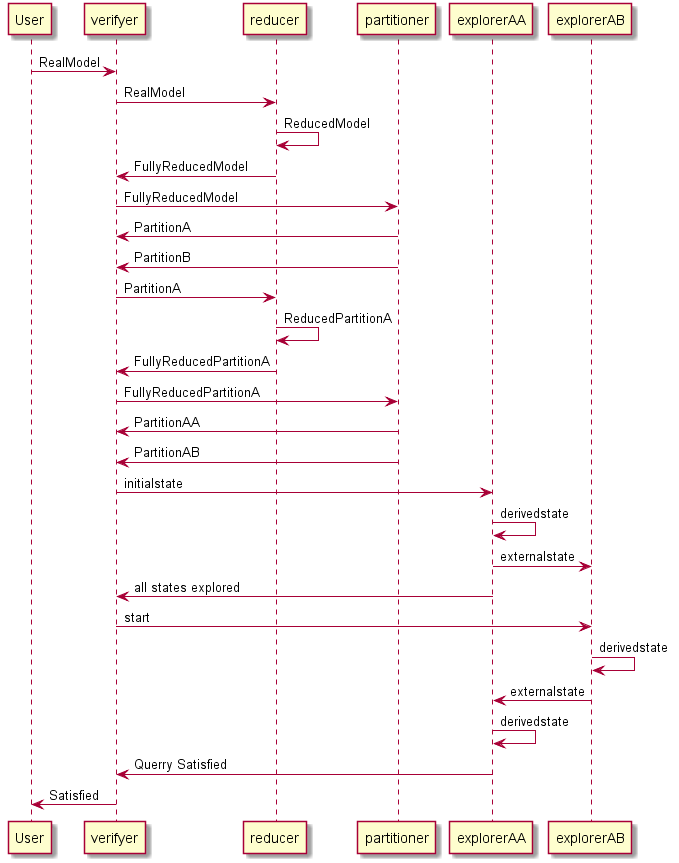 User verifyer reducer partitioner explorerAA explorerAB
RealModel
RealModel
ReducedModel
FullyReducedModel
FullyReducedModel
PartitionA
PartitionB
PartitionA
ReducedPartitionA
FullyReducedPartitionA
FullyReducedPartitionA
PartitionAA
PartitionAB
initialstate
derivedstate
externalstate
all states explored
start
derivedstate
externalstate
derivedstate
Querry Satisfied
Satisfied
User verifyer reducer partitioner explorerAA explorerAB